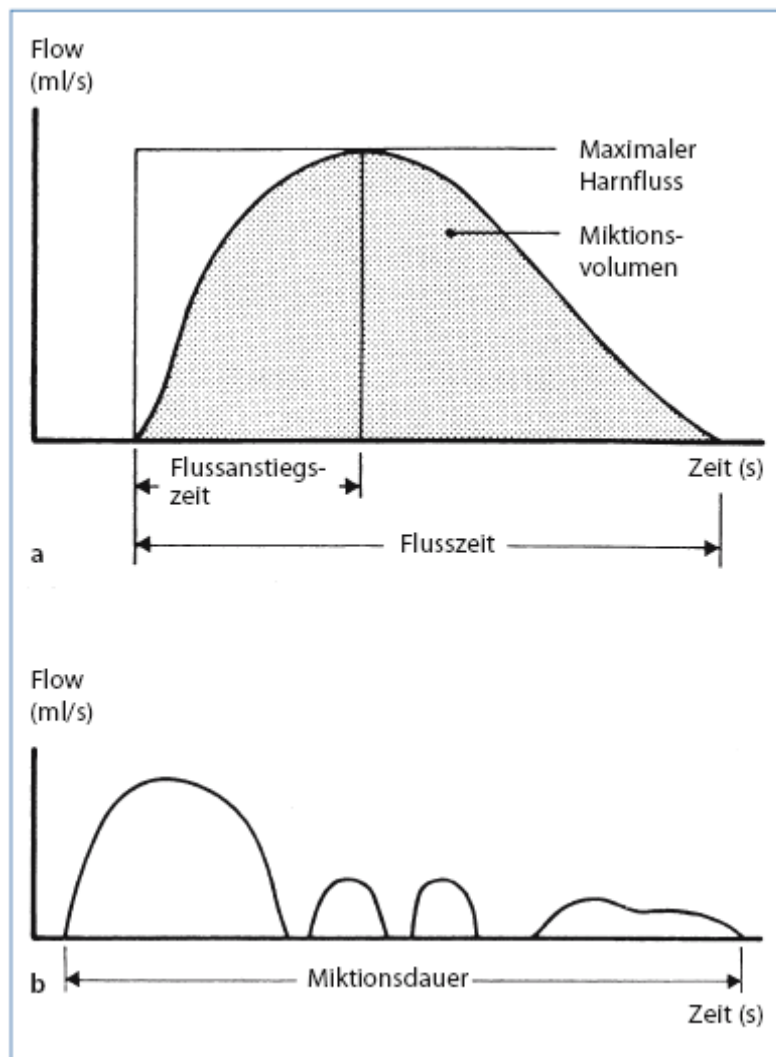 Flow
(ml/s)
Maximaler
Harnfluss
Miktions-
volumen
Flussanstiegs-
zeit
Zeit (s)
Flusszeit
a
Flow
(ml/s)
Miktionsdauer
b
Zeit (s)